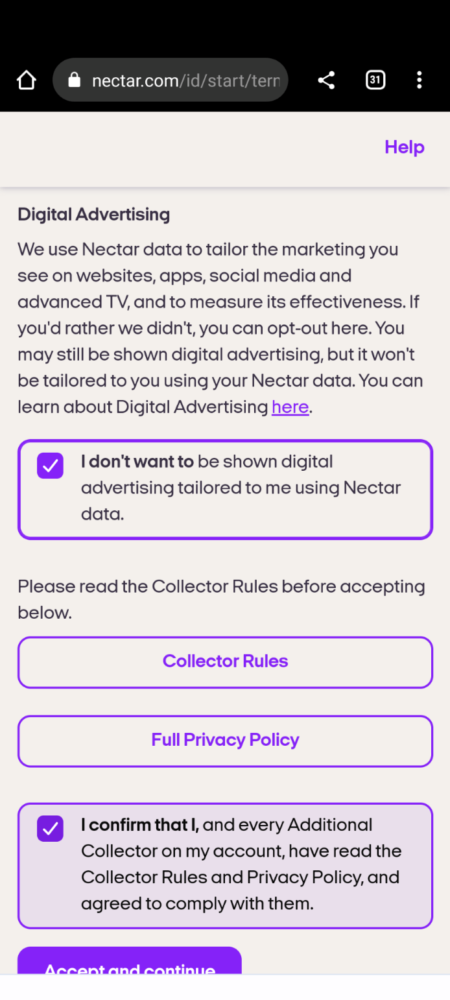 nectar.com/id/start/tern
31
Help
Digital Advertising
We use Nectar data to tailor the marketing you
see on websites, apps, social media and
advanced TV, and to measure its effectiveness. If
you'd rather we didn't, you can opt-out here. You
may still be shown digital advertising, but it won't
be tailored to you using your Nectar data. You can
learn about Digital Advertising here.
I don't want to be shown digital
advertising tailored to me using Nectar
data.
Please read the Collector Rules before accepting
below.
Collector Rules
Full Privacy Policy
I confirm that I, and every Additional
Collector on my account, have read the
Collector Rules and Privacy Policy, and
agreed to comply with them.
Accept and continue